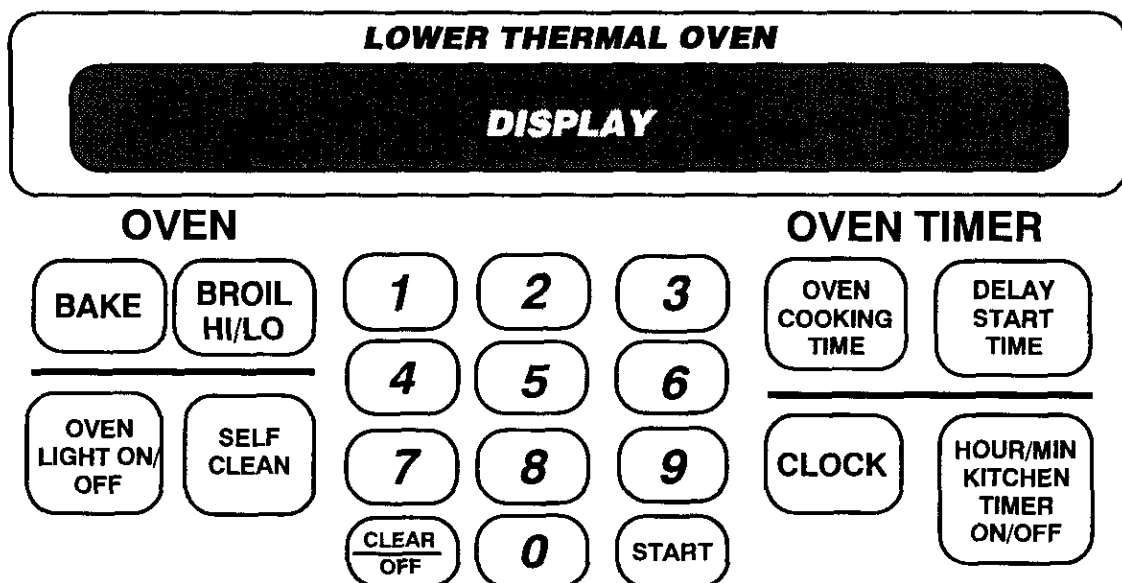 LOWER THERMAL OVEN
DISPLAY
OVEN
BAKE
BROIL
HI/LO
OVEN
LIGHT ON/
OFF
SELF
CLEAN
1 2 3
4 5 6
7 8 9
CLEAR
OFF
0
START
OVEN TIMER
OVEN
COOKING
TIME
DELAY
START
TIME
CLOCK
HOUR/MIN
KITCHEN
TIMER
ON/OFF